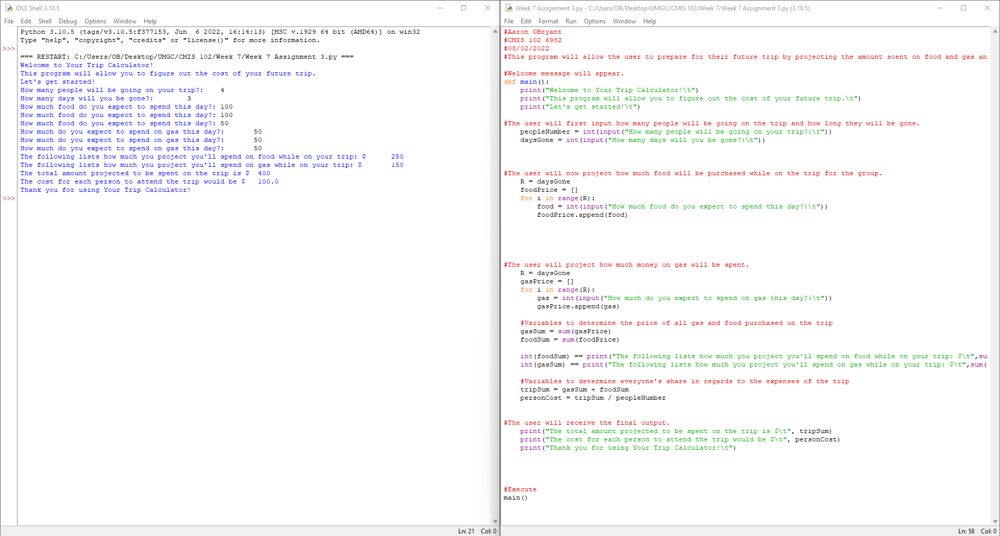 IDLE Shell 3.10.5
File Edit Shell Debug Options Window Help
Python 3.10.5 (tags/v3.10.5:f377153, Jun  6 2022, 16:14:13) [MSC v.1929 64 bit (AMD64)] on win32
Type "help", "copyright", "credits" or "license()" for more information.
>>>
=== RESTART: C:/Users/OB/Desktop/UMGC/CMIS 102/Week 7/Week 7 Assignment 3.py ===
Welcome to Your Trip Calculator!
This program will allow you to figure out the cost of your future trip.
Let's get started!
How many people will be going on your trip?:    4
How many days will you be gone?:        3
How much food do you expect to spend this day?: 100
How much food do you expect to spend this day?: 100
How much food do you expect to spend this day?: 50
How much do you expect to spend on gas this day?:       50
How much do you expect to spend on gas this day?:       50
How much do you expect to spend on gas this day?:       50
The following lists how much you project you'll spend on food while on your trip: $      250
The following lists how much you project you'll spend on gas while on your trip: $       150
The total amount projected to be spent on the trip is $  400
The cost for each person to attend the trip would be $   100.0
Thank you for using Your Trip Calculator!
>>>
Ln: 21 Col: 0
Week 7 Assignment 3.py - C:/Users/OB/Desktop/UMGC/CMIS 102/Week 7/Week 7 Assignment 3.py (3.10.5)
File Edit Format Run Options Window Help
#Aaron OBryant
#CMIS 102 6982
#08/02/2022
#This program will allow the user to prepare for their future trip by projecting the amount soent on food and gas an
#Welcome message will appear.
def main():
    print("Welcome to Your Trip Calculator!\t")
    print("This program will allow you to figure out the cost of your future trip.\t")
    print("Let's get started!\t")
#The user will first input how many people will be going on the trip and how long they will be gone.
    peopleNumber = int(input("How many people will be going on your trip?:\t"))
    daysGone = int(input("How many days will you be gone?:\t"))
#The user will now project how much food will be purchased while on the trip for the group.
    R = daysGone
    foodPrice = []
    for i in range(R):
        food = int(input("How much food do you expect to spend this day?:\t"))
        foodPrice.append(food)
#The user will project how much money on gas will be spent.
    R = daysGone
    gasPrice = []
    for i in range(R):
        gas = int(input("How much do you expect to spend on gas this day?:\t"))
        gasPrice.append(gas)
    #Variables to determine the price of all gas and food purchased on the trip
    gasSum = sum(gasPrice)
    foodSum = sum(foodPrice)
    int(foodSum) == print("The following lists how much you project you'll spend on food while on your trip: $\t",su
    int(gasSum) == print("The following lists how much you project you'll spend on gas while on your trip: $\t",sum(
    #Variables to determine everyone's share in regards to the expenses of the trip
    tripSum = gasSum + foodSum
    personCost = tripSum / peopleNumber
#The user will receive the final output.
    print("The total amount projected to be spent on the trip is $\t", tripSum)
    print("The cost for each person to attend the trip would be $\t", personCost)
    print("Thank you for using Your Trip Calculator!\t")
#Execute
main()
Ln: 58 Col: 0